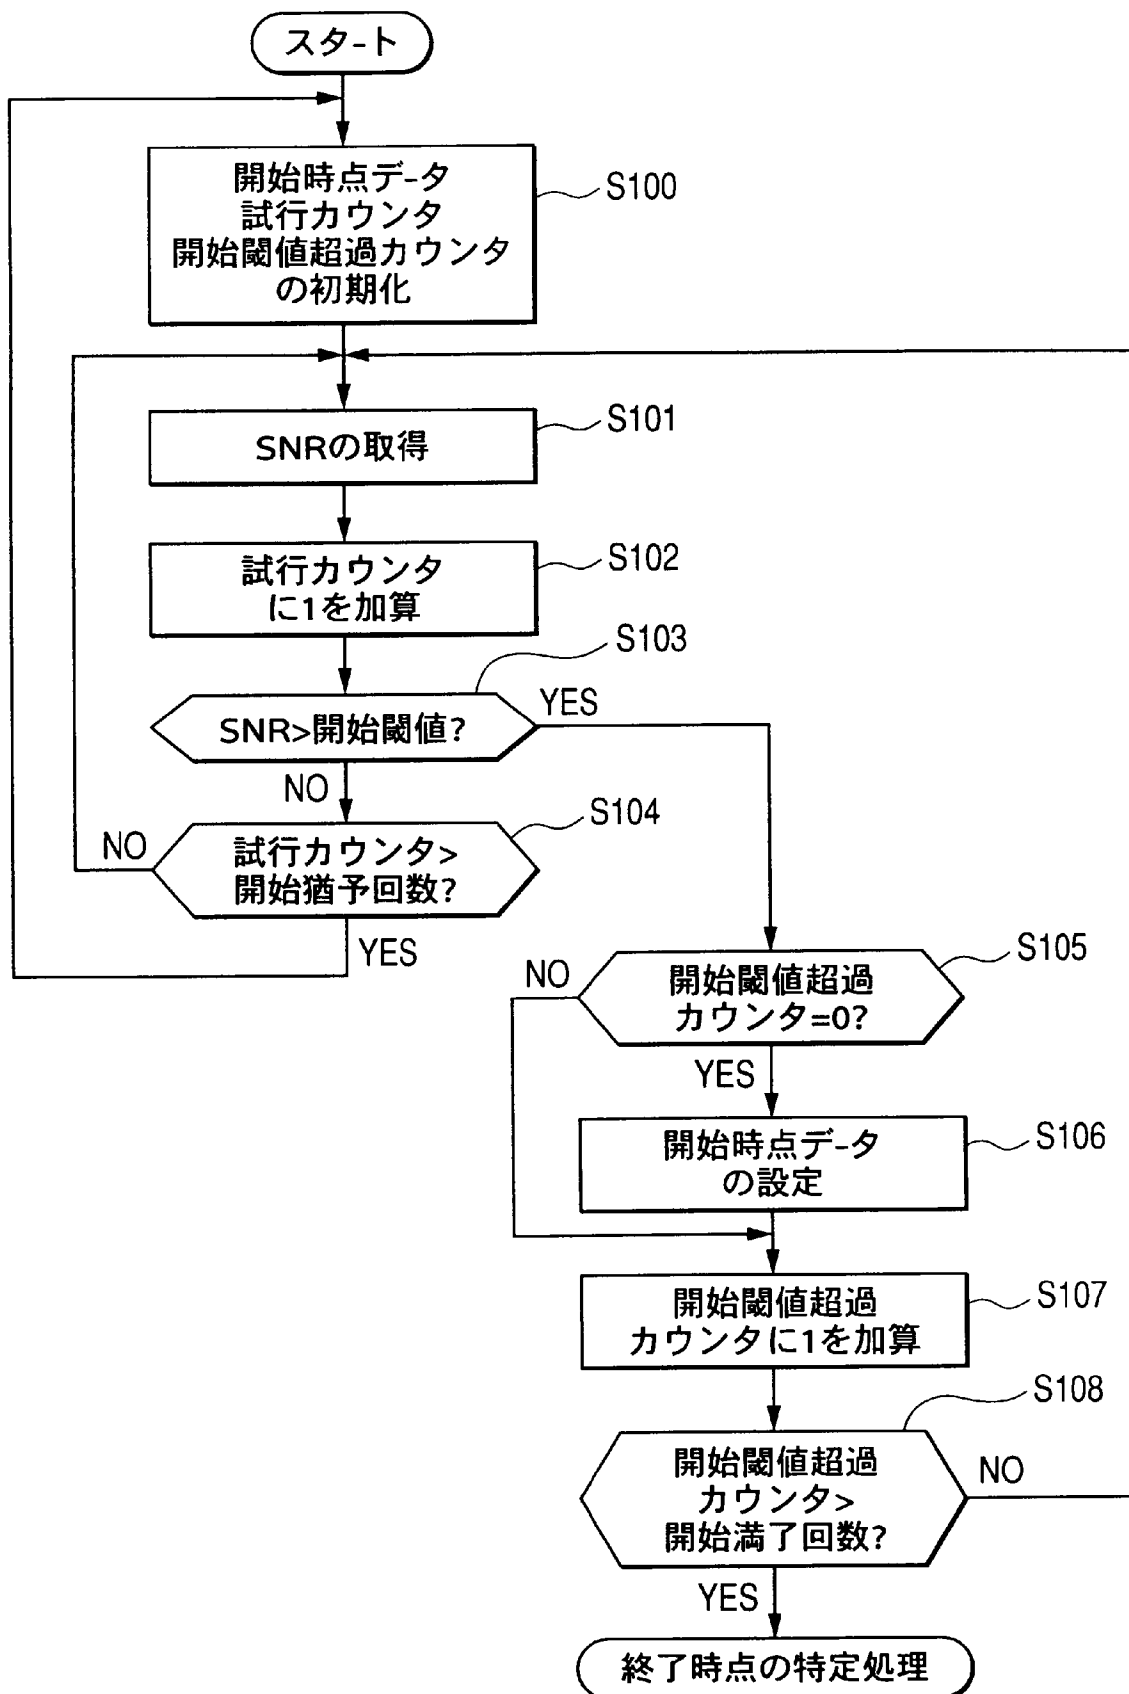 スタ-ト
開始時点デ-タ
試行カウンタ
開始閾値超過カウンタ
の初期化
S100
SNRの取得
S101
試行カウンタ
に1を加算
S102
S103
SNR>開始閾値?
YES
NO
S104
NO
試行カウンタ>
開始猶予回数?
YES
S105
NO
開始閾値超過
カウンタ=0?
YES
開始時点デ-タ
の設定
S106
開始閾値超過
カウンタに1を加算
S107
S108
開始閾値超過
カウンタ>
開始満了回数?
NO
YES
終了時点の特定処理